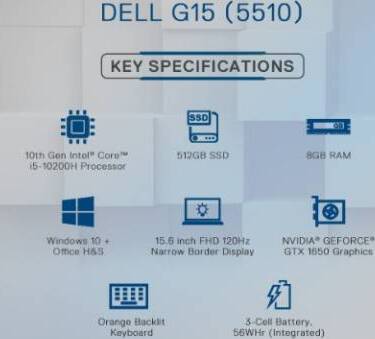 DELL G15 (5510)
KEY SPECIFICATIONS
SSD
10th Gen Intel® Core™
i5-10200H Processor
512GB SSD
8GB RAM
Windows 10 +
Office H&S
15.6 inch FHD 120Hz
Narrow Border Display
NVIDIA® GEFORCE®
GTX 1650 Graphics
Orange Backlit
Keyboard
3-Cell Battery,
56WHr (Integrated)